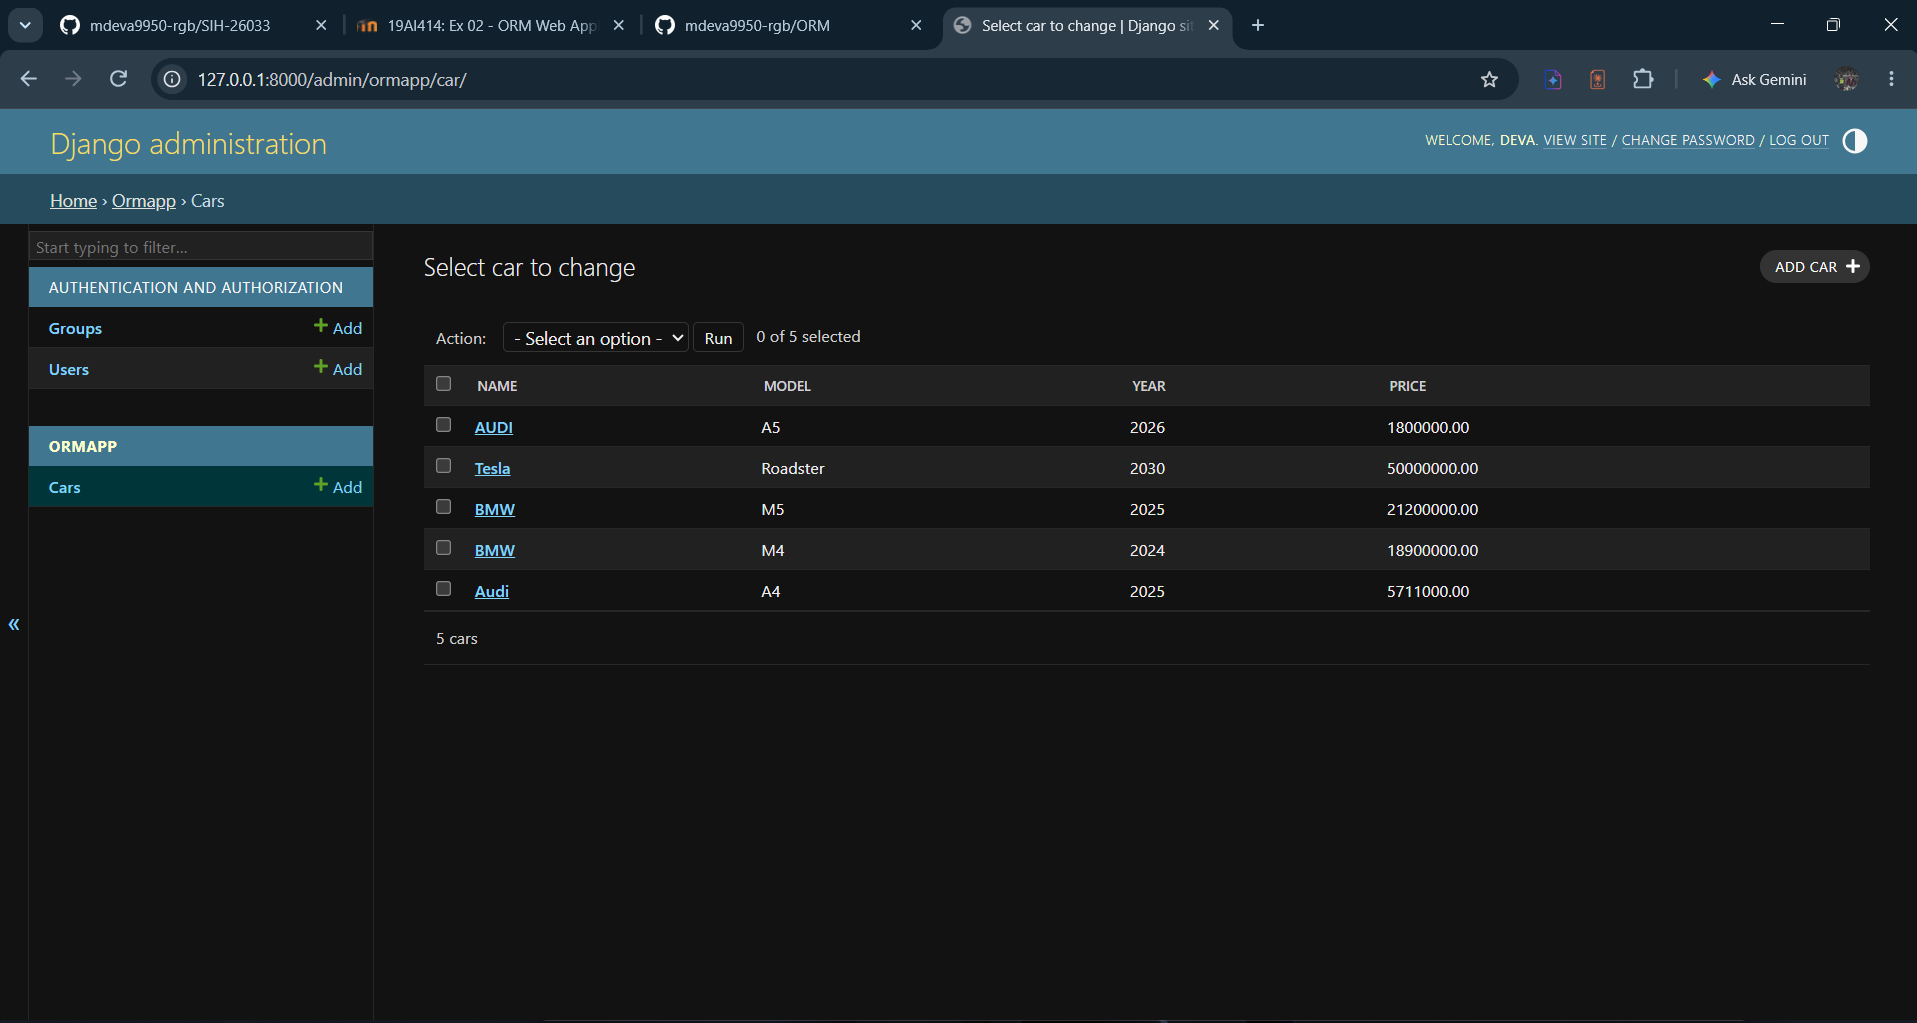 mdeva9950-rgb/SIH-26033
19AI414: Ex 02 - ORM Web App
mdeva9950-rgb/ORM
Select car to change | Django si
127.0.0.1:8000/admin/ormapp/car/
Ask Gemini
Django administration
WELCOME, DEVA. VIEW SITE / CHANGE PASSWORD / LOG OUT
Home › Ormapp › Cars
Start typing to filter...
AUTHENTICATION AND AUTHORIZATION
Groups + Add
Users + Add
ORMAPP
Cars + Add
«
Select car to change
ADD CAR +
Action: - Select an option - Run 0 of 5 selected
NAME MODEL YEAR PRICE
AUDI A5 2026 1800000.00
Tesla Roadster 2030 50000000.00
BMW M5 2025 21200000.00
BMW M4 2024 18900000.00
Audi A4 2025 5711000.00
5 cars